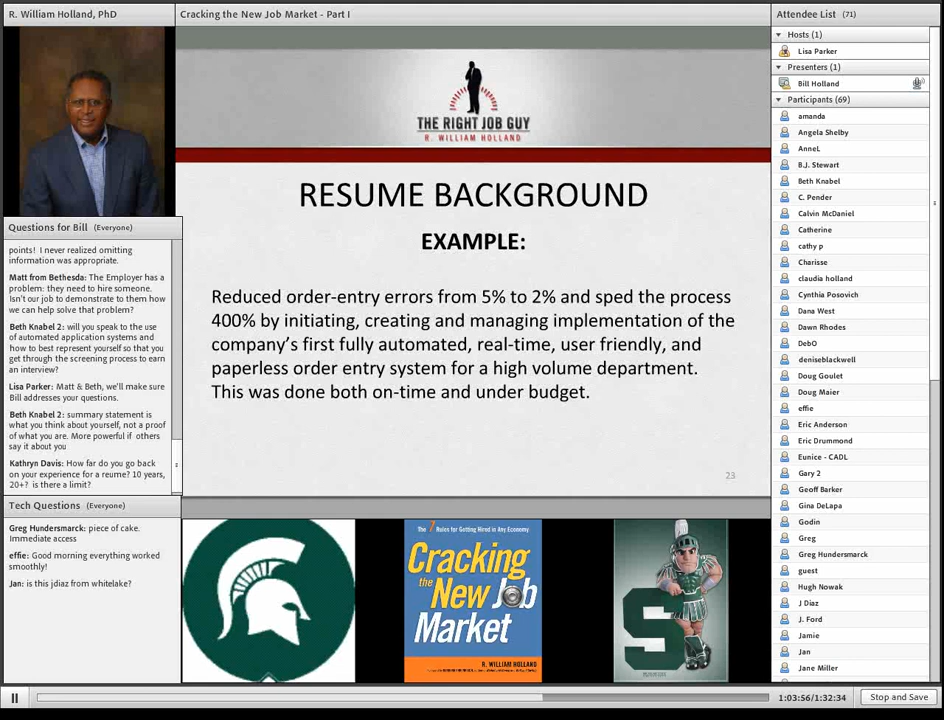 R. William Holland, PhD
Cracking the New Job Market - Part I
Attendee List (71)
THE RIGHT JOB GUY
R. WILLIAM HOLLAND
RESUME BACKGROUND
EXAMPLE:
Reduced order-entry errors from 5% to 2% and sped the process
400% by initiating, creating and managing implementation of the
company's first fully automated, real-time, user friendly, and
paperless order entry system for a high volume department.
This was done both on-time and under budget.
23
Questions for Bill (Everyone)
points! I never realized omitting
information was appropriate.
Matt from Bethesda: The Employer has a
problem: they need to hire someone.
Isn't our job to demonstrate to them how
we can help solve that problem?
Beth Knabel 2: will you speak to the use
of automated application systems and
how to best represent yourself so that you
get through the screening process to earn
an interview?
Lisa Parker: Matt & Beth, we'll make sure
Bill addresses your questions.
Beth Knabel 2: summary statement is
what you think about yourself, not a proof
of what you are. More powerful if others
say it about you
Kathryn Davis: How far do you go back
on your experience for a reume? 10 years,
20+? is there a limit?
Tech Questions (Everyone)
Greg Hundersmarck: piece of cake.
Immediate access
effie: Good morning everything worked
smoothly!
Jan: is this jdiaz from whitelake?
The 7 Rules for Getting Hired in Any Economy
Cracking
the New Job
Market
R. WILLIAM HOLLAND
S
Hosts (1)
Lisa Parker
Presenters (1)
Bill Holland
Participants (69)
amanda
Angela Shelby
AnneL
B.J. Stewart
Beth Knabel
C. Pender
Calvin McDaniel
Catherine
cathy p
Charisse
claudia holland
Cynthia Posovich
Dana West
Dawn Rhodes
DebO
deniseblackwell
Doug Goulet
Doug Maier
effie
Eric Anderson
Eric Drummond
Eunice - CADL
Gary 2
Geoff Barker
Gina DeLapa
Godin
Greg
Greg Hundersmarck
guest
Hugh Nowak
J Diaz
J. Ford
Jamie
Jan
Jane Miller
1:03:56/1:32:34
Stop and Save